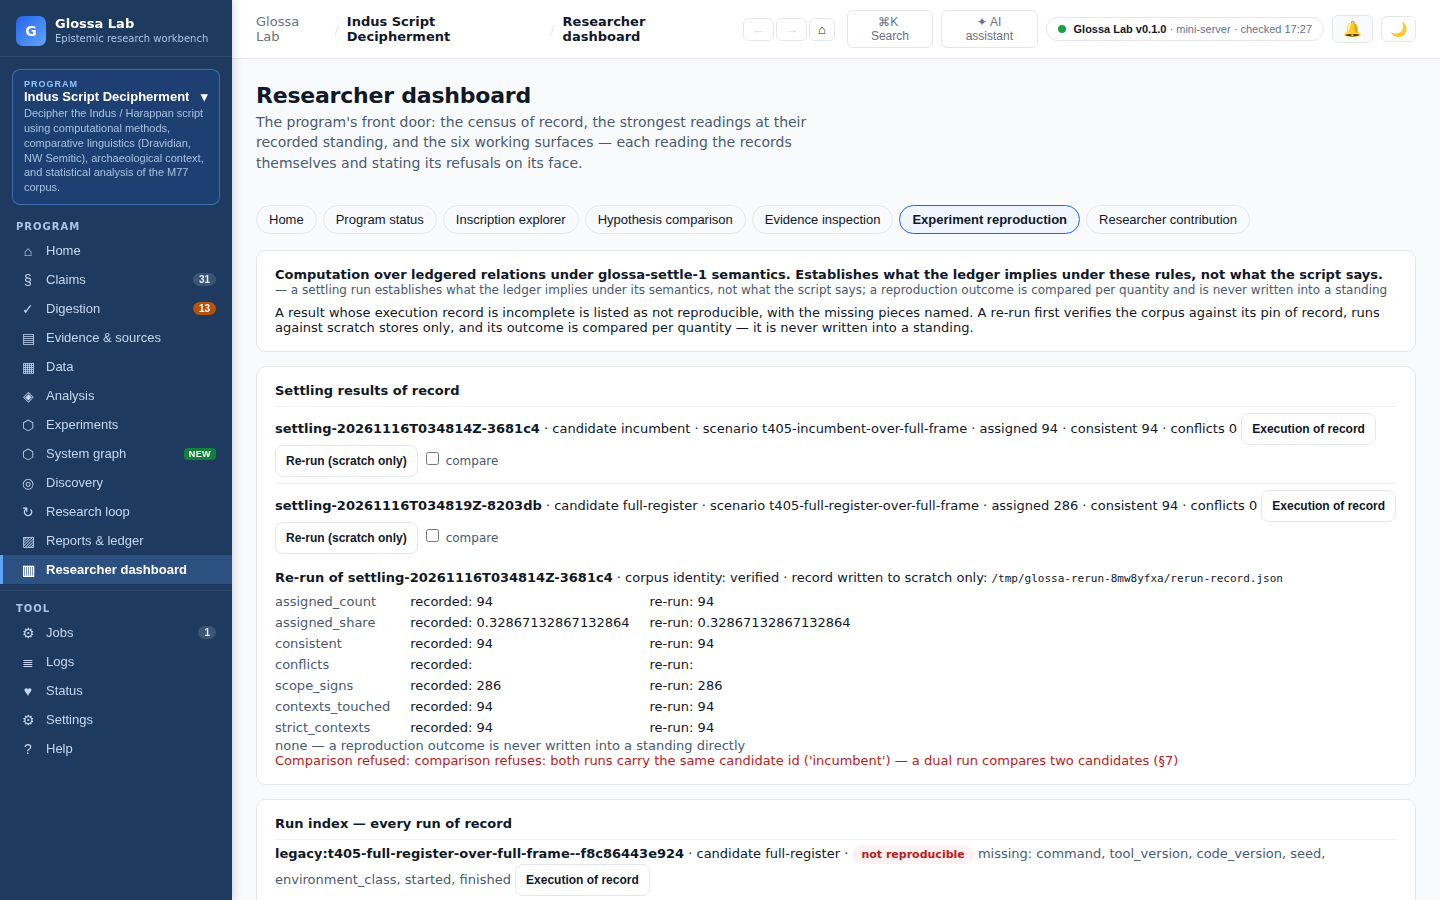 G
Glossa Lab
Epistemic research workbench
PROGRAM
Indus Script Decipherment ▼
Decipher the Indus / Harappan script
using computational methods,
comparative linguistics (Dravidian,
NW Semitic), archaeological context,
and statistical analysis of the M77
corpus.
PROGRAM
⌂ Home
§ Claims 31
✓ Digestion 13
▤ Evidence & sources
▦ Data
◈ Analysis
⬡ Experiments
⬡ System graph NEW
◎ Discovery
↻ Research loop
▨ Reports & ledger
▥ Researcher dashboard
TOOL
⚙ Jobs 1
≣ Logs
♥ Status
⚙ Settings
? Help
Glossa Lab / Indus Script Decipherment / Researcher dashboard
← → ⌂
⌘K Search
✦ AI assistant
Glossa Lab v0.1.0 · mini-server · checked 17:27
Researcher dashboard
The program's front door: the census of record, the strongest readings at their
recorded standing, and the six working surfaces — each reading the records
themselves and stating its refusals on its face.
Home
Program status
Inscription explorer
Hypothesis comparison
Evidence inspection
Experiment reproduction
Researcher contribution
Computation over ledgered relations under glossa-settle-1 semantics. Establishes what the ledger implies under these rules, not what the script says.
— a settling run establishes what the ledger implies under its semantics, not what the script says; a reproduction outcome is compared per quantity and is never written into a standing
A result whose execution record is incomplete is listed as not reproducible, with the missing pieces named. A re-run first verifies the corpus against its pin of record, runs
against scratch stores only, and its outcome is compared per quantity — it is never written into a standing.
Settling results of record
settling-20261116T034814Z-3681c4 · candidate incumbent · scenario t405-incumbent-over-full-frame · assigned 94 · consistent 94 · conflicts 0 Execution of record
Re-run (scratch only) compare
settling-20261116T034819Z-8203db · candidate full-register · scenario t405-full-register-over-full-frame · assigned 286 · consistent 94 · conflicts 0 Execution of record
Re-run (scratch only) compare
Re-run of settling-20261116T034814Z-3681c4 · corpus identity: verified · record written to scratch only: /tmp/glossa-rerun-8mw8yfxa/rerun-record.json
assigned_count recorded: 94 re-run: 94
assigned_share recorded: 0.32867132867132864 re-run: 0.32867132867132864
consistent recorded: 94 re-run: 94
conflicts recorded: re-run:
scope_signs recorded: 286 re-run: 286
contexts_touched recorded: 94 re-run: 94
strict_contexts recorded: 94 re-run: 94
none — a reproduction outcome is never written into a standing directly
Comparison refused: comparison refuses: both runs carry the same candidate id ('incumbent') — a dual run compares two candidates (§7)
Run index — every run of record
legacy:t405-full-register-over-full-frame--f8c86443e924 · candidate full-register · not reproducible missing: command, tool_version, code_version, seed,
environment_class, started, finished Execution of record